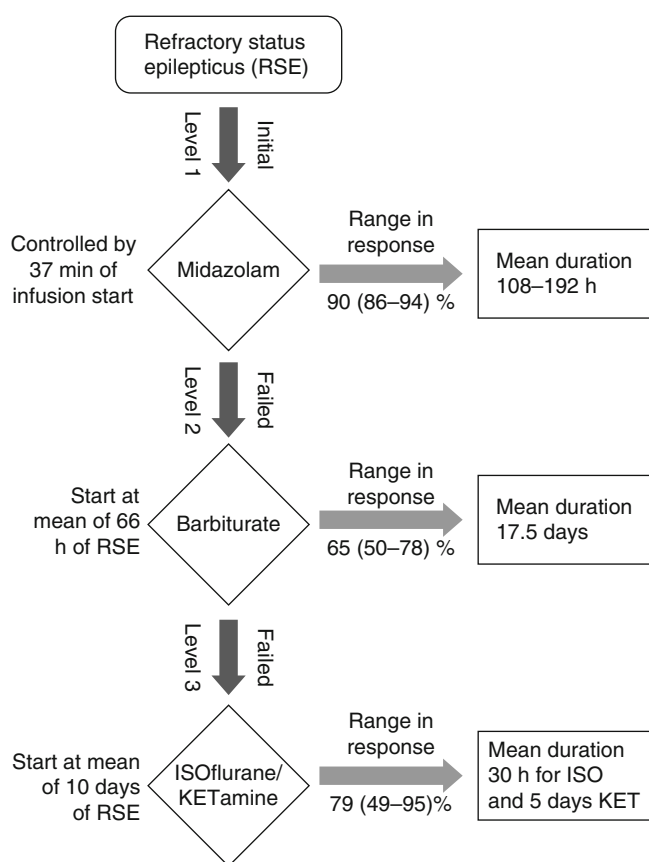 Refractory status
epilepticus (RSE)
Level 1
Initial
Controlled by
37 min of
infusion start
Midazolam
Range in
response
90 (86–94) %
Mean duration
108–192 h
Level 2
Failed
Start at
mean of 66
h of RSE
Barbiturate
Range in
response
65 (50–78) %
Mean duration
17.5 days
Level 3
Failed
Start at mean
of 10 days
of RSE
ISOflurane/
KETamine
Range in
response
79 (49–95)%
Mean duration
30 h for ISO
and 5 days KET